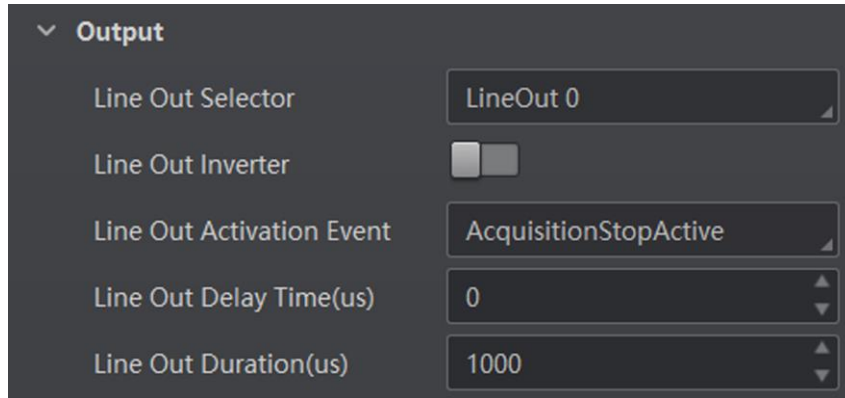 Output
Line Out Selector LineOut 0
Line Out Inverter
Line Out Activation Event AcquisitionStopActive
Line Out Delay Time(us) 0
Line Out Duration(us) 1000